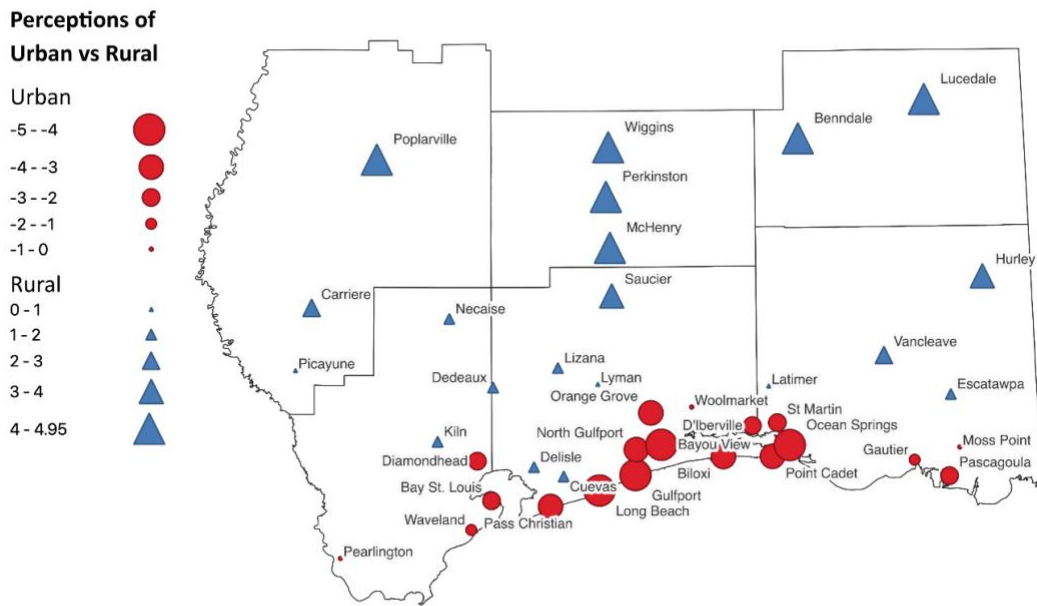 Perceptions of
Urban vs Rural
Urban
-5 - -4
-4 - -3
-3 - -2
-2 - -1
-1 - 0
Rural
0 - 1
1 - 2
2 - 3
3 - 4
4 - 4.95
Lucedale
Benndale
Poplarville
Wiggins
Perkinston
McHenry
Hurley
Saucier
Carriere
Necaise
Vancleave
Picayune
Lizana
Dedeaux
Lyman
Latimer
Escatawpa
Orange Grove
Woolmarket
St Martin
D'Iberville
Ocean Springs
Kiln
North Gulfport
Bayou View
Moss Point
Diamondhead
Delisle
Gautier
Pascagoula
Biloxi
Point Cadet
Bay St. Louis
Cuevas
Gulfport
Long Beach
Waveland
Pass Christian
Pearlington